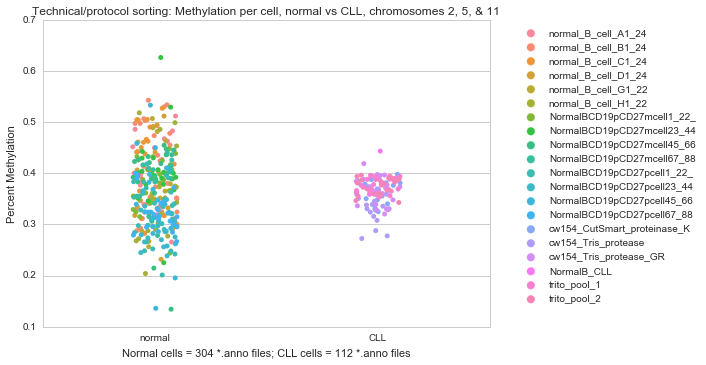 Technical/protocol sorting: Methylation per cell, normal vs CLL, chromosomes 2, 5, & 11
0.7
0.6
0.5
0.4
0.3
0.2
0.1
Percent Methylation
normal
CLL
Normal cells = 304 *.anno files; CLL cells = 112 *.anno files
normal_B_cell_A1_24
normal_B_cell_B1_24
normal_B_cell_C1_24
normal_B_cell_D1_24
normal_B_cell_G1_22
normal_B_cell_H1_22
NormalBCD19pCD27mcell1_22_
NormalBCD19pCD27mcell23_44
NormalBCD19pCD27mcell45_66
NormalBCD19pCD27mcell67_88
NormalBCD19pCD27pcell1_22_
NormalBCD19pCD27pcell23_44
NormalBCD19pCD27pcell45_66
NormalBCD19pCD27pcell67_88
cw154_CutSmart_proteinase_K
cw154_Tris_protease
cw154_Tris_protease_GR
NormalB_CLL
trito_pool_1
trito_pool_2